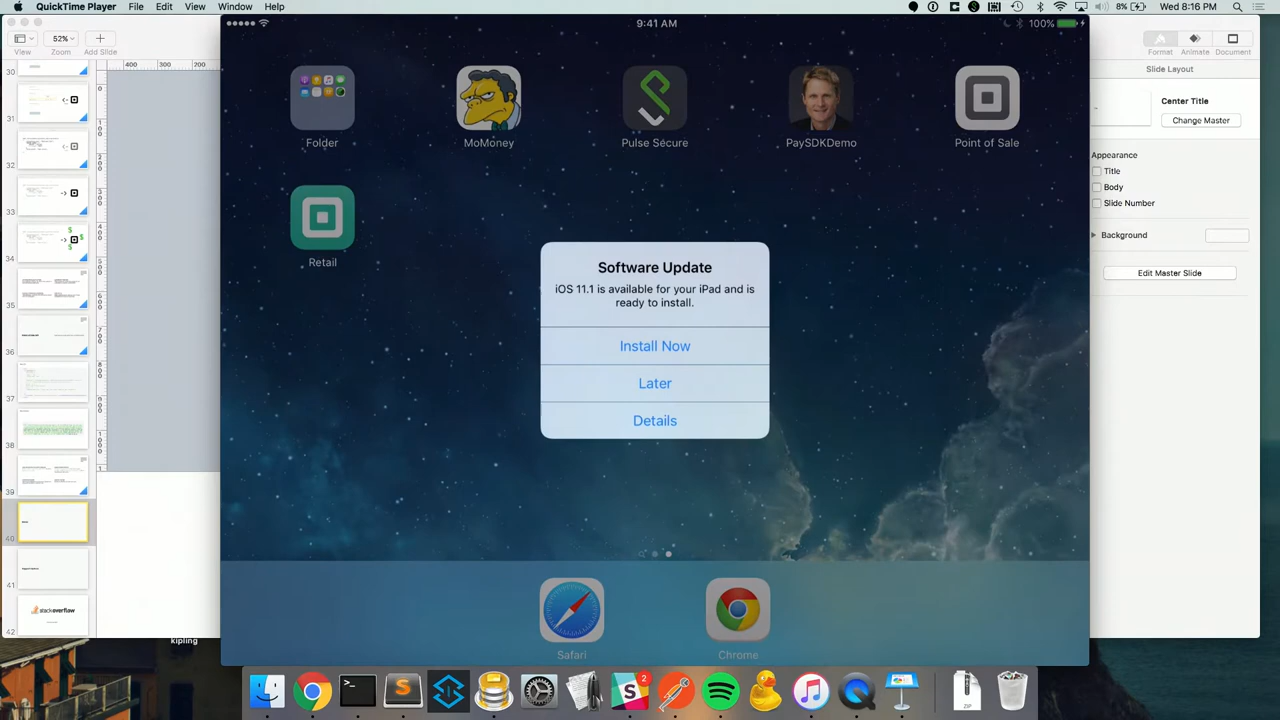 QuickTime Player File Edit View Window Help
8% Wed 8:16 PM
52%
View Zoom Add Slide
Format Animate Document
400 300 200
9:41 AM
100%
Slide Layout
Center Title
Change Master
Appearance
Title
Body
Slide Number
Background
Edit Master Slide
30
31
32
33
34
35
36
37
38
39
40
41
42
stackoverflow
Folder MoMoney Pulse Secure PaySDKDemo Point of Sale
Retail
Software Update
iOS 11.1 is available for your iPad and is
ready to install.
Install Now
Later
Details
Safari Chrome
kipling
2
ZIP